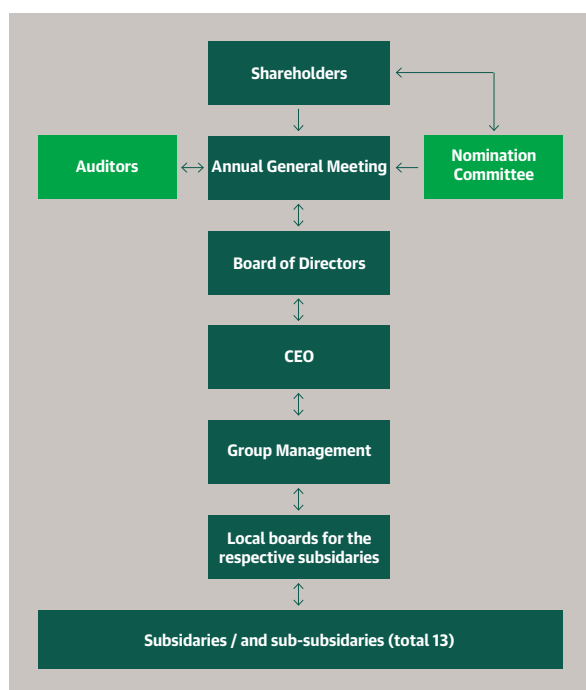 Shareholders
Auditors
Annual General Meeting
Nomination
Committee
Board of Directors
CEO
Group Management
Local boards for the
respective subsidaries
Subsidaries / and sub-subsidaries (total 13)